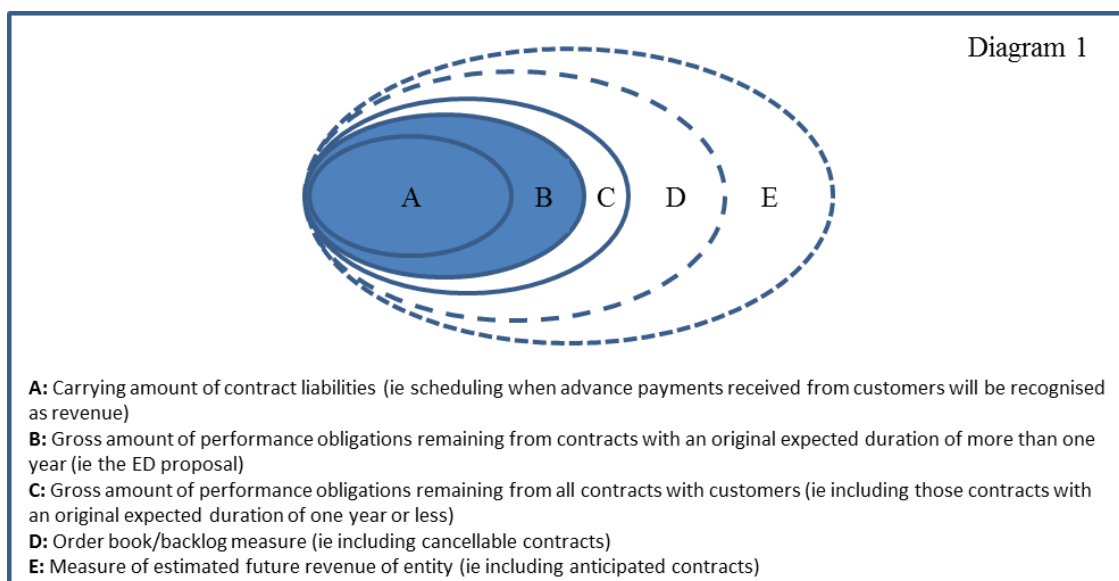 Diagram 1
A B C D E
A: Carrying amount of contract liabilities (ie scheduling when advance payments received from customers will be recognised
as revenue)
B: Gross amount of performance obligations remaining from contracts with an original expected duration of more than one
year (ie the ED proposal)
C: Gross amount of performance obligations remaining from all contracts with customers (ie including those contracts with
an original expected duration of one year or less)
D: Order book/backlog measure (ie including cancellable contracts)
E: Measure of estimated future revenue of entity (ie including anticipated contracts)